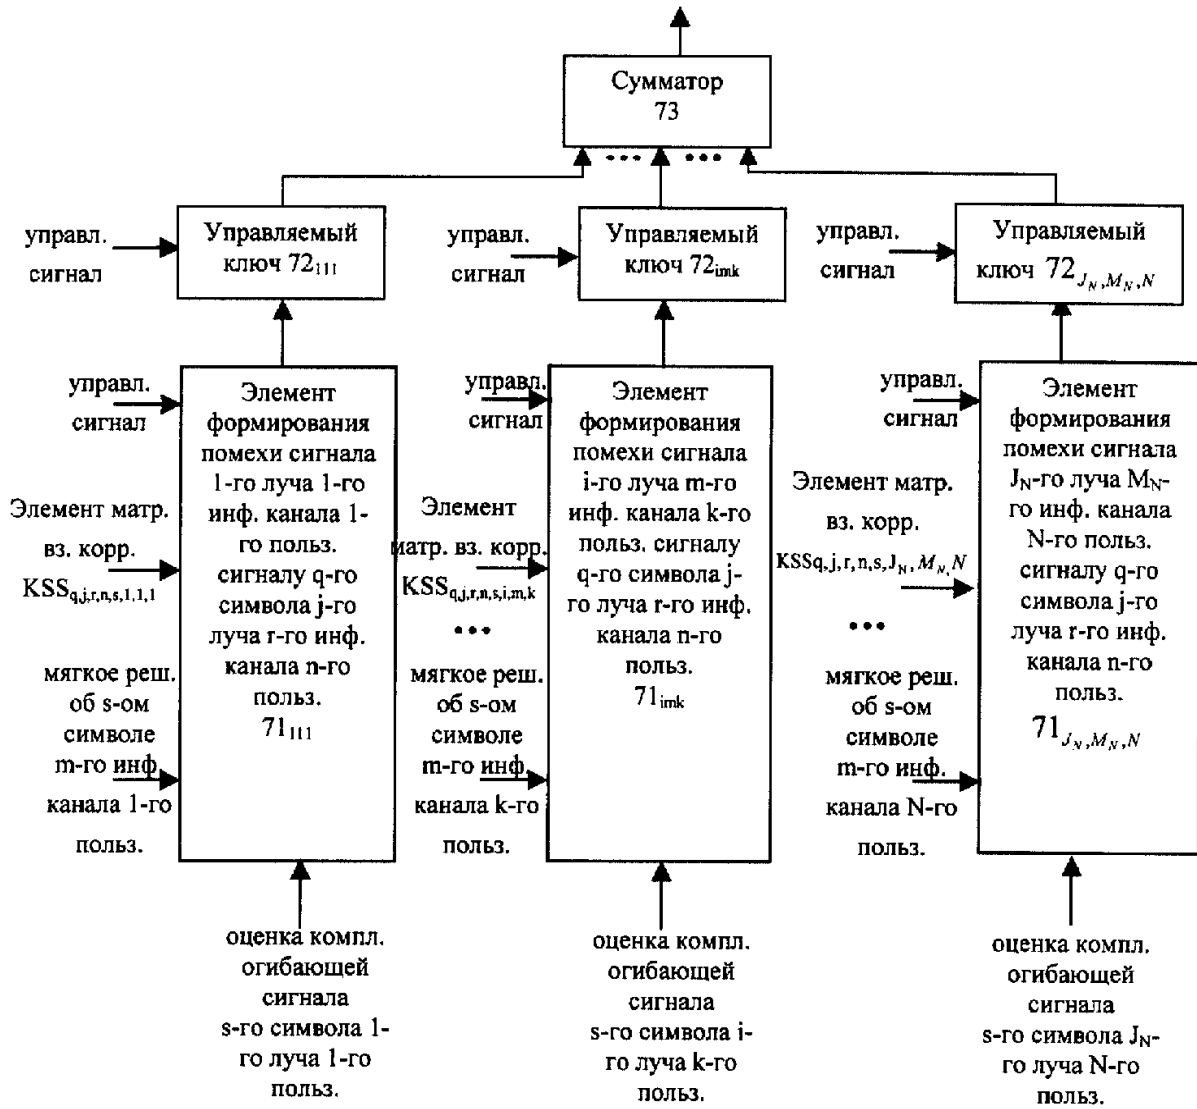 Сумматор
73
•••
•••
управл.
сигнал
Управляемый
ключ 72111
управл.
сигнал
Управляемый
ключ 72imk
управл.
сигнал
Управляемый
ключ 72J_N,M_N,N
управл.
сигнал
Элемент матр.
вз. корр.
KSSq,j,r,n,s,1,1,1
мягкое реш.
об s-ом
символе
m-го инф.
канала 1-го
польз.
Элемент
формирования
помехи сигнала
1-го луча 1-го
инф. канала 1-
го польз.
сигналу q-го
символа j-го
луча r-го инф.
канала n-го
польз.
71111
управл.
сигнал
Элемент
матр. вз. корр.
KSSq,j,r,n,s,i,m,k
•••
мягкое реш.
об s-ом
символе
m-го инф.
канала k-го
польз.
Элемент
формирования
помехи сигнала
i-го луча m-го
инф. канала k-го
польз. сигналу
q-го символа j-
го луча r-го инф.
канала n-го
польз.
71imk
управл.
сигнал
Элемент матр.
вз. корр.
KSSq,j,r,n,s,J_N,M_N,N
•••
мягкое реш.
об s-ом
символе
m-го инф.
канала N-го
польз.
Элемент
формирования
помехи сигнала
J_N-го луча M_N-
го инф. канала
N-го польз.
сигналу q-го
символа j-го
луча r-го инф.
канала n-го
польз.
71J_N,M_N,N
оценка компл.
огибающей
сигнала
s-го символа 1-
го луча 1-го
польз.
оценка компл.
огибающей
сигнала
s-го символа i-
го луча k-го
польз.
оценка компл.
огибающей
сигнала
s-го символа J_N-
го луча N-го
польз.